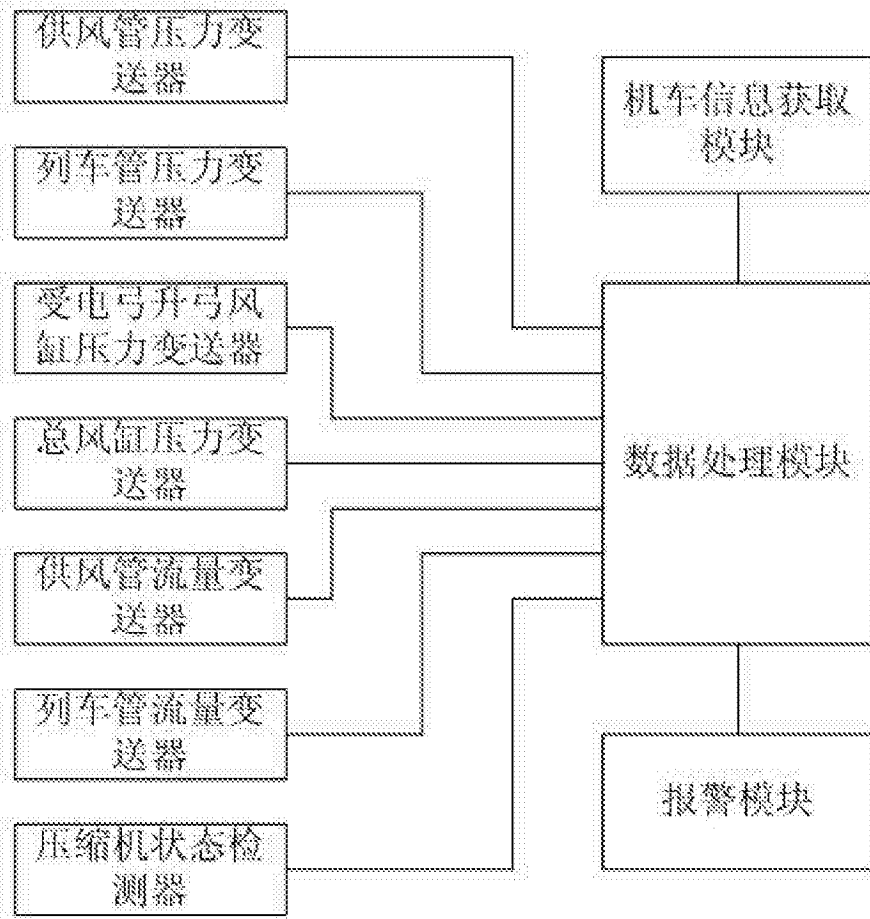 供风管压力变
送器
列车管压力变
送器
受电弓升弓风
缸压力变送器
总风缸压力变
送器
供风管流量变
送器
列车管流量变
送器
压缩机状态检
测器
机车信息获取
模块
数据处理模块
报警模块